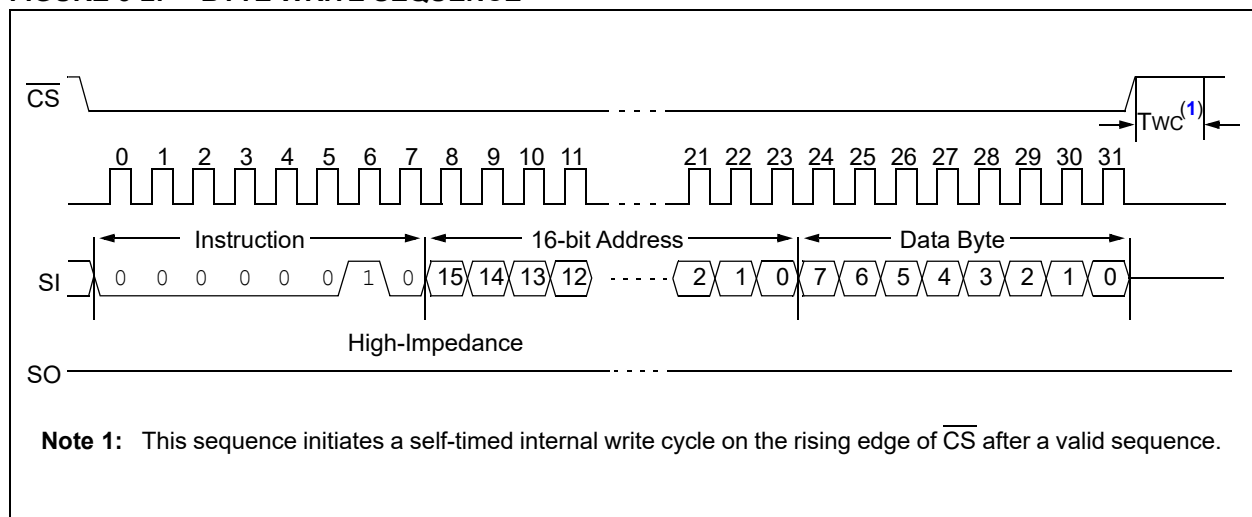 CS
TWC(1)
0 1 2 3 4 5 6 7 8 9 10 11 21 22 23 24 25 26 27 28 29 30 31
Instruction 16-bit Address Data Byte
SI 0 0 0 0 0 0 1 0 15 14 13 12 2 1 0 7 6 5 4 3 2 1 0
High-Impedance
SO
Note 1: This sequence initiates a self-timed internal write cycle on the rising edge of CS after a valid sequence.